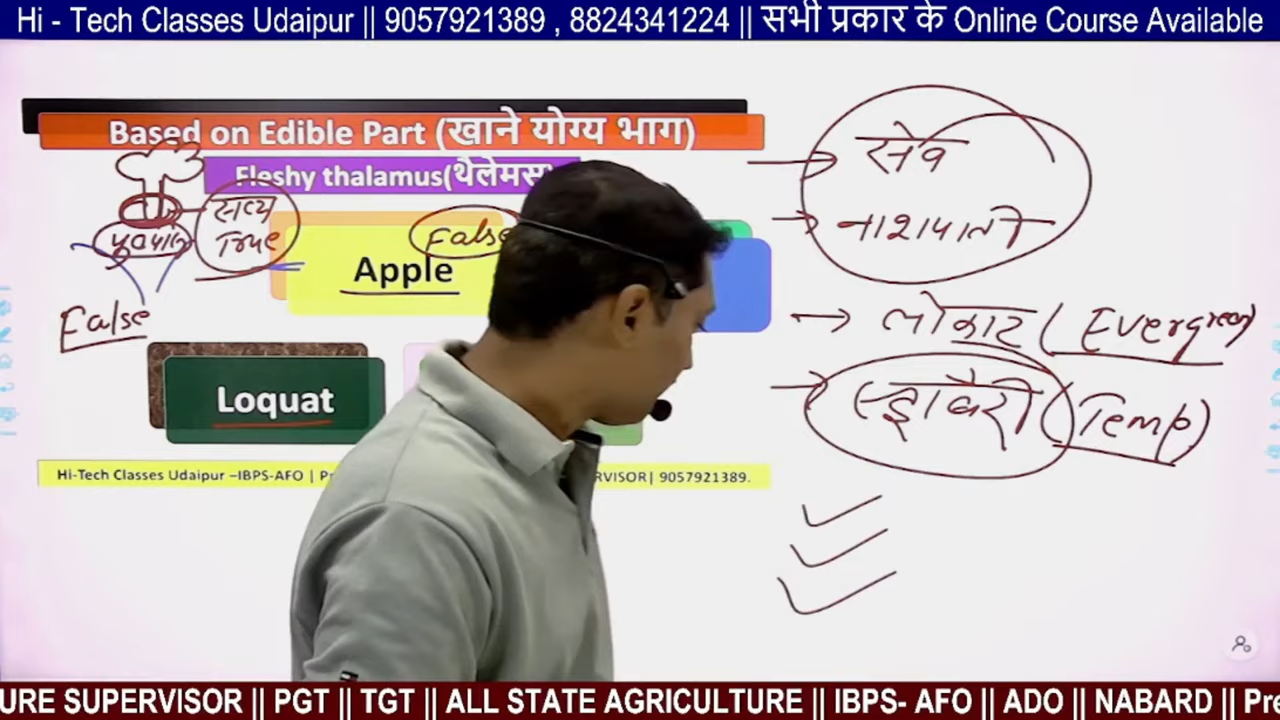 Hi - Tech Classes Udaipur || 9057921389 , 8824341224 || सभी प्रकार के Online Course Available
Based on Edible Part (खाने योग्य भाग)
Fleshy thalamus(थैलेमस
सत्य
True
False
False
Apple
Loquat
सेव
नाशपाती
लोकाट (Evergreen)
स्ट्रॉबेरी (Temp)
Hi-Tech Classes Udaipur –IBPS-AFO | Pr
RVISOR| 9057921389.
URE SUPERVISOR || PGT || TGT || ALL STATE AGRICULTURE || IBPS- AFO || ADO || NABARD || Pre